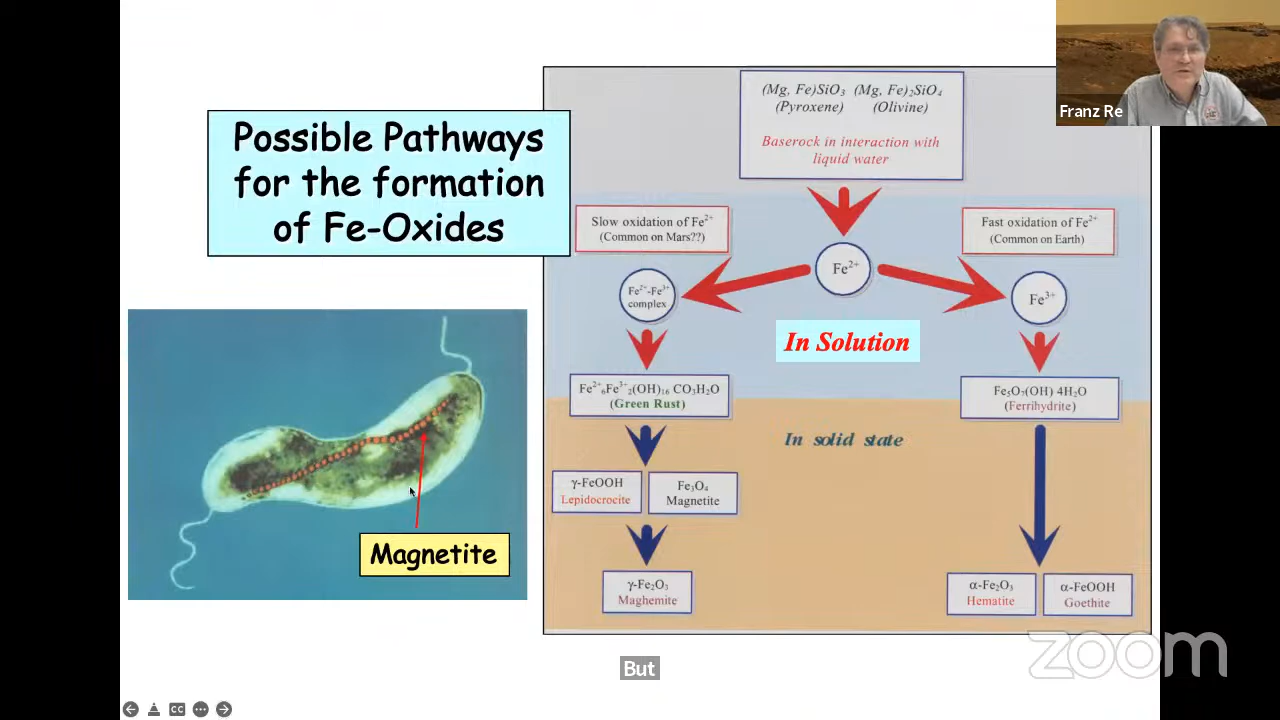 Possible Pathways
for the formation
of Fe-Oxides
Magnetite
(Mg, Fe)SiO₃ (Mg, Fe)₂SiO₄
(Pyroxene) (Olivine)
Baserock in interaction with
liquid water
Slow oxidation of Fe²⁺
(Common on Mars??)
Fast oxidation of Fe²⁺
(Common on Earth)
Fe²⁺
Fe²⁺-Fe³⁺
complex
Fe³⁺
In Solution
Fe²⁺₆Fe³⁻₂(OH)₁₆ CO₃H₂O
(Green Rust)
Fe₅O₇(OH) 4H₂O
(Ferrihydrite)
In solid state
γ-FeOOH
Lepidocrocite
Fe₃O₄
Magnetite
γ-Fe₂O₃
Maghemite
α-Fe₂O₃
Hematite
α-FeOOH
Goethite
Franz Re
But
zoom
CC